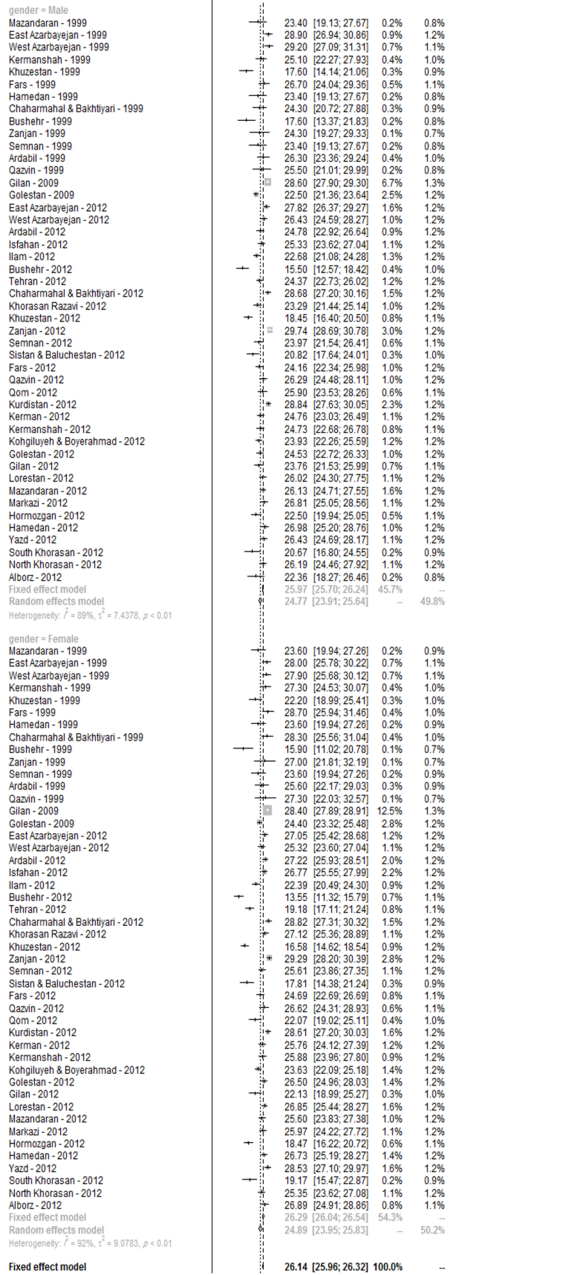 gender = Male
Mazandaran - 1999 23.40 [19.13; 27.67] 0.2% 0.8%
East Azarbayejan - 1999 28.90 [26.94; 30.86] 0.9% 1.2%
West Azarbayejan - 1999 29.20 [27.09; 31.31] 0.7% 1.1%
Kermanshah - 1999 25.10 [22.27; 27.93] 0.4% 1.0%
Khuzestan - 1999 17.60 [14.14; 21.06] 0.3% 0.9%
Fars - 1999 26.70 [24.04; 29.36] 0.5% 1.1%
Hamedan - 1999 23.40 [19.13; 27.67] 0.2% 0.8%
Chaharmahal & Bakhtiyari - 1999 24.30 [20.72; 27.88] 0.3% 0.9%
Bushehr - 1999 17.60 [13.37; 21.83] 0.2% 0.8%
Zanjan - 1999 24.30 [19.27; 29.33] 0.1% 0.7%
Semnan - 1999 23.40 [19.13; 27.67] 0.2% 0.8%
Ardabil - 1999 26.30 [23.36; 29.24] 0.4% 1.0%
Qazvin - 1999 25.50 [21.01; 29.99] 0.2% 0.8%
Gilan - 2009 28.60 [27.90; 29.30] 6.7% 1.3%
Golestan - 2009 22.50 [21.36; 23.64] 2.5% 1.2%
East Azarbayejan - 2012 27.82 [26.37; 29.27] 1.6% 1.2%
West Azarbayejan - 2012 26.43 [24.59; 28.27] 1.0% 1.2%
Ardabil - 2012 24.78 [22.92; 26.64] 0.9% 1.2%
Isfahan - 2012 25.33 [23.62; 27.04] 1.1% 1.2%
Ilam - 2012 22.68 [21.08; 24.28] 1.3% 1.2%
Bushehr - 2012 15.50 [12.57; 18.42] 0.4% 1.0%
Tehran - 2012 24.37 [22.73; 26.02] 1.2% 1.2%
Chaharmahal & Bakhtiyari - 2012 28.68 [27.20; 30.16] 1.5% 1.2%
Khorasan Razavi - 2012 23.29 [21.44; 25.14] 1.0% 1.2%
Khuzestan - 2012 18.45 [16.40; 20.50] 0.8% 1.1%
Zanjan - 2012 29.74 [28.69; 30.78] 3.0% 1.2%
Semnan - 2012 23.97 [21.54; 26.41] 0.6% 1.1%
Sistan & Baluchestan - 2012 20.82 [17.64; 24.01] 0.3% 1.0%
Fars - 2012 24.16 [22.34; 25.98] 1.0% 1.2%
Qazvin - 2012 26.29 [24.48; 28.11] 1.0% 1.2%
Qom - 2012 25.90 [23.53; 28.26] 0.6% 1.1%
Kurdistan - 2012 28.84 [27.63; 30.05] 2.3% 1.2%
Kerman - 2012 24.76 [23.03; 26.49] 1.1% 1.2%
Kermanshah - 2012 24.73 [22.68; 26.78] 0.8% 1.1%
Kohgiluyeh & Boyerahmad - 2012 23.93 [22.26; 25.59] 1.2% 1.2%
Golestan - 2012 24.53 [22.72; 26.33] 1.0% 1.2%
Gilan - 2012 23.76 [21.53; 25.99] 0.7% 1.1%
Lorestan - 2012 26.02 [24.30; 27.75] 1.1% 1.2%
Mazandaran - 2012 26.13 [24.71; 27.55] 1.6% 1.2%
Markazi - 2012 26.81 [25.05; 28.56] 1.1% 1.2%
Hormozgan - 2012 22.50 [19.94; 25.05] 0.5% 1.1%
Hamedan - 2012 26.98 [25.20; 28.76] 1.0% 1.2%
Yazd - 2012 26.43 [24.69; 28.17] 1.1% 1.2%
South Khorasan - 2012 20.67 [16.80; 24.55] 0.2% 0.9%
North Khorasan - 2012 26.19 [24.46; 27.92] 1.1% 1.2%
Alborz - 2012 22.36 [18.27; 26.46] 0.2% 0.8%
Fixed effect model 25.97 [25.70; 26.24] 45.7% --
Random effects model 24.77 [23.91; 25.64] -- 49.8%
Heterogeneity: I² = 89%, τ² = 7.4378, p < 0.01
gender = Female
Mazandaran - 1999 23.60 [19.94; 27.26] 0.2% 0.9%
East Azarbayejan - 1999 28.00 [25.78; 30.22] 0.7% 1.1%
West Azarbayejan - 1999 27.90 [25.68; 30.12] 0.7% 1.1%
Kermanshah - 1999 27.30 [24.53; 30.07] 0.4% 1.0%
Khuzestan - 1999 22.20 [18.99; 25.41] 0.3% 1.0%
Fars - 1999 28.70 [25.94; 31.46] 0.4% 1.0%
Hamedan - 1999 23.60 [19.94; 27.26] 0.2% 0.9%
Chaharmahal & Bakhtiyari - 1999 28.30 [25.56; 31.04] 0.4% 1.0%
Bushehr - 1999 15.90 [11.02; 20.78] 0.1% 0.7%
Zanjan - 1999 27.00 [21.81; 32.19] 0.1% 0.7%
Semnan - 1999 23.60 [19.94; 27.26] 0.2% 0.9%
Ardabil - 1999 25.60 [22.17; 29.03] 0.3% 0.9%
Qazvin - 1999 27.30 [22.03; 32.57] 0.1% 0.7%
Gilan - 2009 28.40 [27.89; 28.91] 12.5% 1.3%
Golestan - 2009 24.40 [23.32; 25.48] 2.8% 1.2%
East Azarbayejan - 2012 27.05 [25.42; 28.68] 1.2% 1.2%
West Azarbayejan - 2012 25.32 [23.60; 27.04] 1.1% 1.2%
Ardabil - 2012 27.22 [25.93; 28.51] 2.0% 1.2%
Isfahan - 2012 26.77 [25.55; 27.99] 2.2% 1.2%
Ilam - 2012 22.39 [20.49; 24.30] 0.9% 1.2%
Bushehr - 2012 13.55 [11.32; 15.79] 0.7% 1.1%
Tehran - 2012 19.18 [17.11; 21.24] 0.8% 1.1%
Chaharmahal & Bakhtiyari - 2012 28.82 [27.31; 30.32] 1.5% 1.2%
Khorasan Razavi - 2012 27.12 [25.36; 28.89] 1.1% 1.2%
Khuzestan - 2012 16.58 [14.62; 18.54] 0.9% 1.2%
Zanjan - 2012 29.29 [28.20; 30.39] 2.8% 1.2%
Semnan - 2012 25.61 [23.86; 27.35] 1.1% 1.2%
Sistan & Baluchestan - 2012 17.81 [14.38; 21.24] 0.3% 0.9%
Fars - 2012 24.69 [22.69; 26.69] 0.8% 1.1%
Qazvin - 2012 26.62 [24.31; 28.93] 0.6% 1.1%
Qom - 2012 22.07 [19.02; 25.11] 0.4% 1.0%
Kurdistan - 2012 28.61 [27.20; 30.03] 1.6% 1.2%
Kerman - 2012 25.76 [24.12; 27.39] 1.2% 1.2%
Kermanshah - 2012 25.88 [23.96; 27.80] 0.9% 1.2%
Kohgiluyeh & Boyerahmad - 2012 23.63 [22.09; 25.18] 1.4% 1.2%
Golestan - 2012 26.50 [24.96; 28.03] 1.4% 1.2%
Gilan - 2012 22.13 [18.99; 25.27] 0.3% 1.0%
Lorestan - 2012 26.85 [25.44; 28.27] 1.6% 1.2%
Mazandaran - 2012 25.60 [23.83; 27.38] 1.0% 1.2%
Markazi - 2012 25.97 [24.22; 27.72] 1.1% 1.2%
Hormozgan - 2012 18.47 [16.22; 20.72] 0.6% 1.1%
Hamedan - 2012 26.73 [25.19; 28.27] 1.4% 1.2%
Yazd - 2012 28.53 [27.10; 29.97] 1.6% 1.2%
South Khorasan - 2012 19.17 [15.47; 22.87] 0.2% 0.9%
North Khorasan - 2012 25.35 [23.62; 27.08] 1.1% 1.2%
Alborz - 2012 26.89 [24.91; 28.86] 0.8% 1.1%
Fixed effect model 26.29 [26.04; 26.54] 54.3% --
Random effects model 24.89 [23.95; 25.83] -- 50.2%
Heterogeneity: I² = 92%, τ² = 9.0783, p < 0.01
Fixed effect model 26.14 [25.96; 26.32] 100.0% --